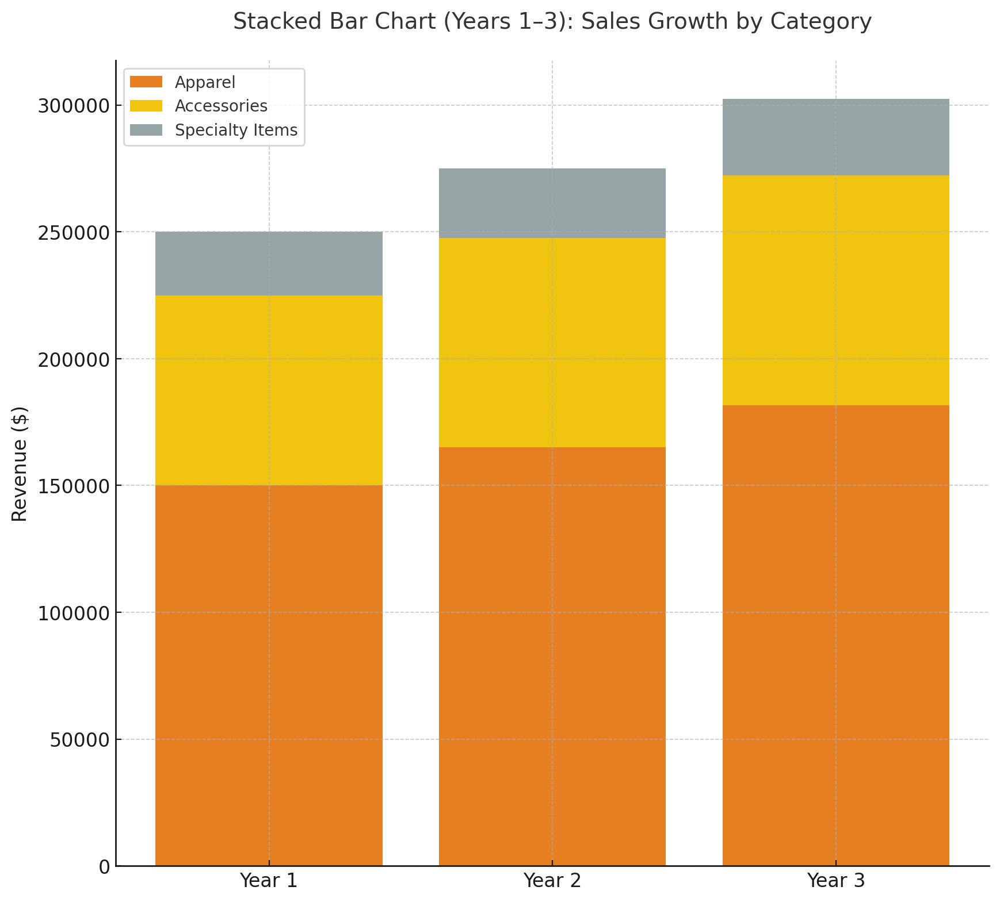 Stacked Bar Chart (Years 1–3): Sales Growth by Category
Apparel
Accessories
Specialty Items
Revenue ($)
300000
250000
200000
150000
100000
50000
0
Year 1
Year 2
Year 3